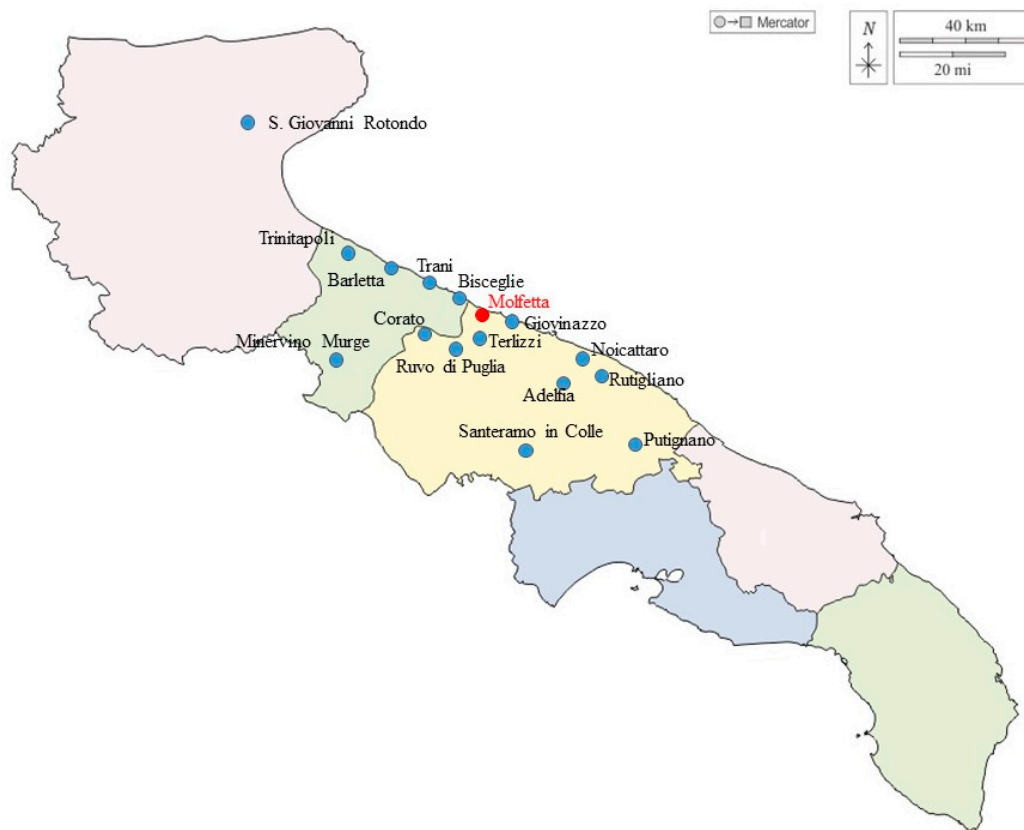 Mercator
N
40 km
20 mi
S. Giovanni Rotondo
Trinitapoli
Barletta
Trani
Bisceglie
Molfetta
Giovinazzo
Corato
Terlizzi
Minervino Murge
Ruvo di Puglia
Noicattaro
Rutigliano
Adelfia
Santeramo in Colle
Putignano